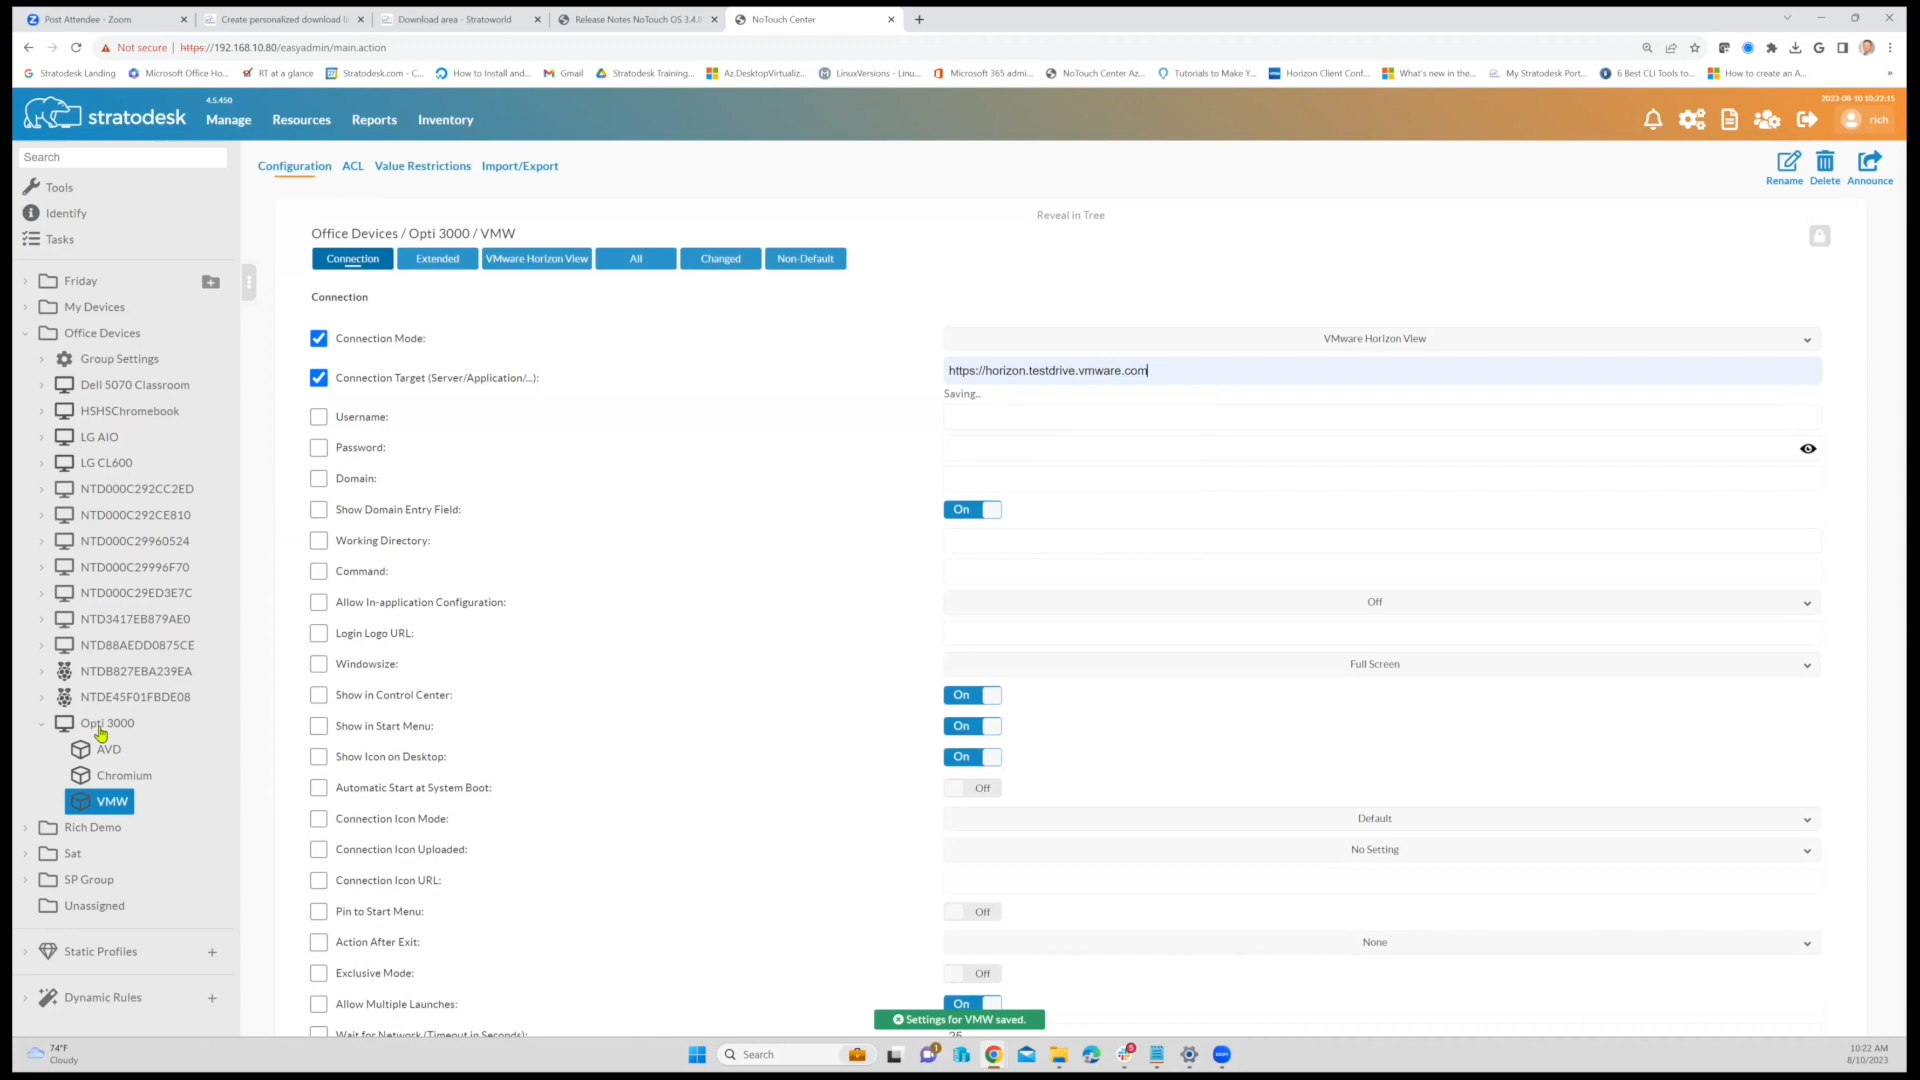 Post Attendee - Zoom
Create personalized download li
Download area - Stratoworld
Release Notes NoTouch OS 3.4.8
NoTouch Center
Not secure | https://192.168.10.80/easyadmin/main.action
Stratodesk Landing
Microsoft Office Ho...
RT at a glance
Stratodesk.com - C...
How to Install and...
Gmail
Stratodesk Training...
Az.DesktopVirtualiz...
LinuxVersions - Linu...
Microsoft 365 admi...
NoTouch Center Az...
Tutorials to Make Y...
Horizon Client Conf...
What's new in the...
My Stratodesk Port...
6 Best CLI Tools to...
How to create an A...
»
stratodesk
4.5.450
Manage
Resources
Reports
Inventory
2023-08-10 10:22:15
rich
Search
Tools
Identify
Tasks
Friday
My Devices
Office Devices
Group Settings
Dell 5070 Classroom
HSHSChromebook
LG AIO
LG CL600
NTD000C292CC2ED
NTD000C292CE810
NTD000C29960524
NTD000C29996F70
NTD000C29ED3E7C
NTD3417EB879AE0
NTD88AEDD0875CE
NTDB827EBA239EA
NTDE45F01FBDE08
Opti 3000
AVD
Chromium
VMW
Rich Demo
Sat
SP Group
Unassigned
Static Profiles
Dynamic Rules
Configuration
ACL
Value Restrictions
Import/Export
Rename
Delete
Announce
Reveal in Tree
Office Devices / Opti 3000 / VMW
Connection
Extended
VMware Horizon View
All
Changed
Non-Default
Connection
Connection Mode:
VMware Horizon View
Connection Target (Server/Application/...):
https://horizon.testdrive.vmware.com
Saving..
Username:
Password:
Domain:
Show Domain Entry Field:
On
Working Directory:
Command:
Allow In-application Configuration:
Off
Login Logo URL:
Windowsize:
Full Screen
Show in Control Center:
On
Show in Start Menu:
On
Show Icon on Desktop:
On
Automatic Start at System Boot:
Off
Connection Icon Mode:
Default
Connection Icon Uploaded:
No Setting
Connection Icon URL:
Pin to Start Menu:
Off
Action After Exit:
None
Exclusive Mode:
Off
Allow Multiple Launches:
On
Settings for VMW saved.
Wait for Network (Timeout in Seconds):
25
74°F
Cloudy
Search
1
5
10:22 AM
8/10/2023